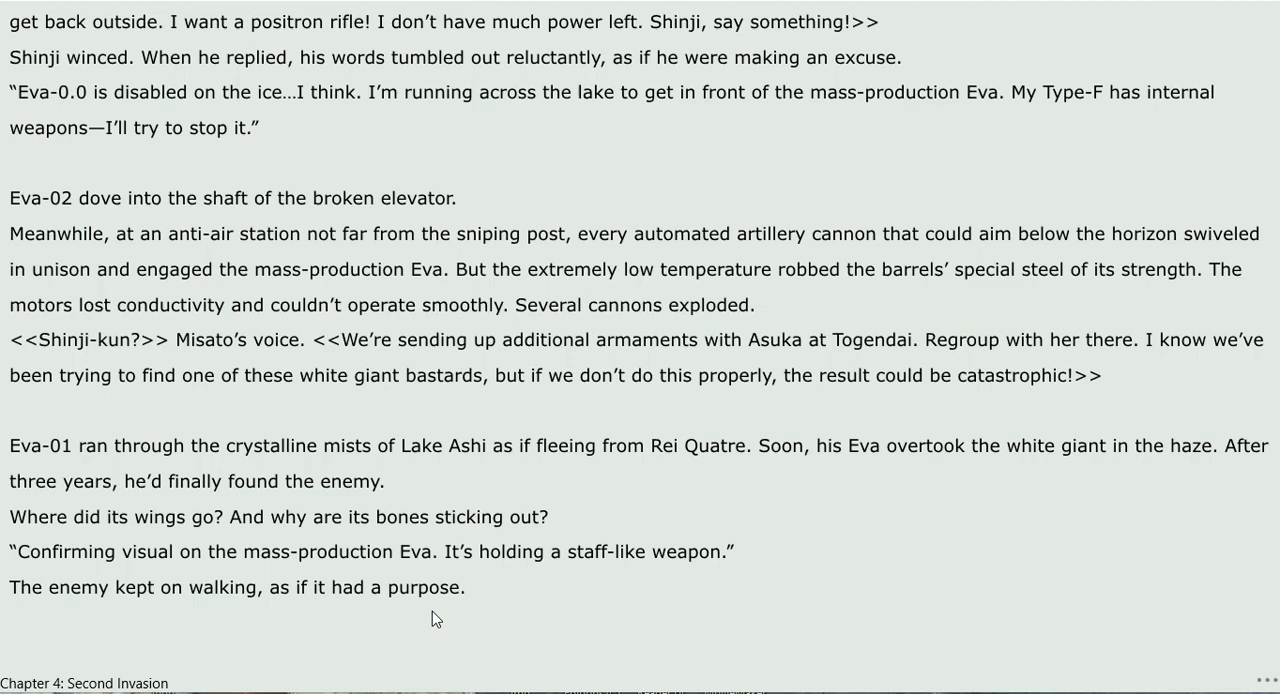 get back outside. I want a positron rifle! I don’t have much power left. Shinji, say something!>>
Shinji winced. When he replied, his words tumbled out reluctantly, as if he were making an excuse.
“Eva-0.0 is disabled on the ice…I think. I’m running across the lake to get in front of the mass-production Eva. My Type-F has internal
weapons—I’ll try to stop it.”
Eva-02 dove into the shaft of the broken elevator.
Meanwhile, at an anti-air station not far from the sniping post, every automated artillery cannon that could aim below the horizon swiveled
in unison and engaged the mass-production Eva. But the extremely low temperature robbed the barrels’ special steel of its strength. The
motors lost conductivity and couldn’t operate smoothly. Several cannons exploded.
<<Shinji-kun?>> Misato’s voice. <<We’re sending up additional armaments with Asuka at Togendai. Regroup with her there. I know we’ve
been trying to find one of these white giant bastards, but if we don’t do this properly, the result could be catastrophic!>>
Eva-01 ran through the crystalline mists of Lake Ashi as if fleeing from Rei Quatre. Soon, his Eva overtook the white giant in the haze. After
three years, he’d finally found the enemy.
Where did its wings go? And why are its bones sticking out?
“Confirming visual on the mass-production Eva. It’s holding a staff-like weapon.”
The enemy kept on walking, as if it had a purpose.
Chapter 4: Second Invasion